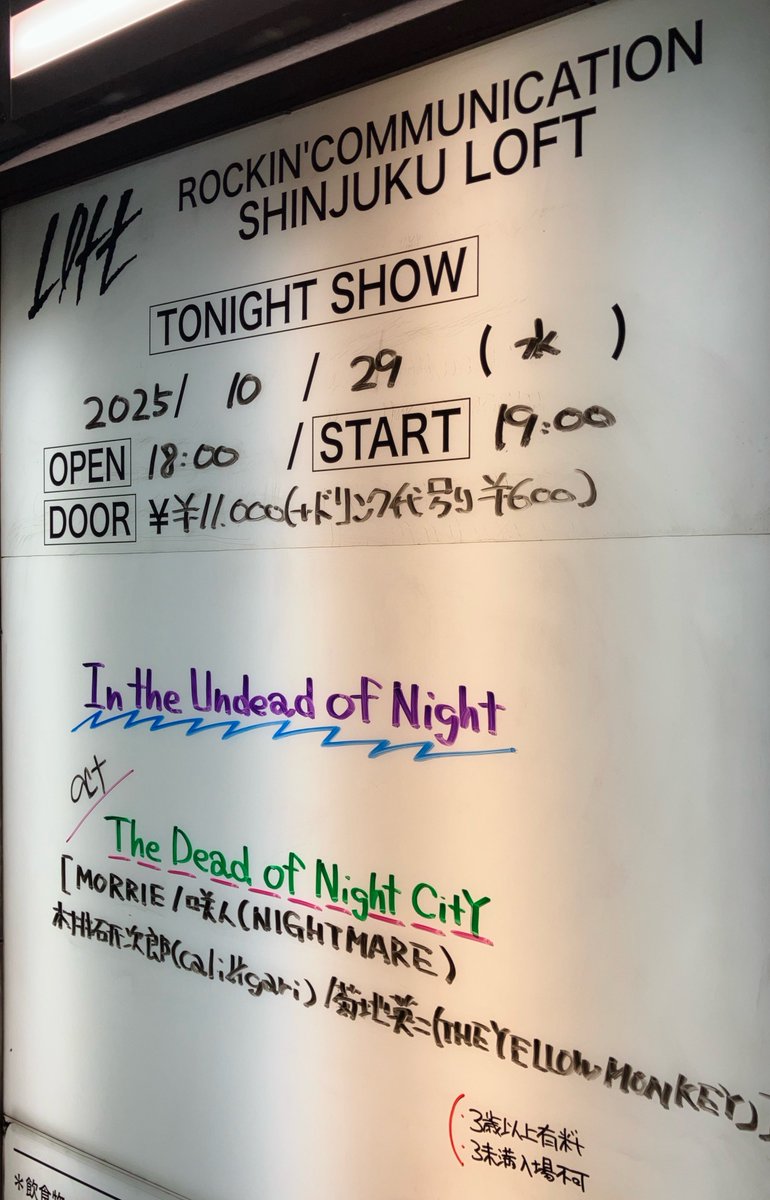 Loft
ROCKIN'COMMUNICATION
SHINJUKU LOFT
TONIGHT SHOW
2025/ 10 / 29 (水)
OPEN 18:00 / START 19:00
DOOR ¥¥11.000(+ドリンク代別 ¥600)
In the Undead of Night
act
The Dead of Night City
[MORRIE/咲人(NIGHTMARE)
村井研次郎(cali≠gari)/菊地英二(THE YELLOW MONKEY)]
・3歳以上有料
・3未満入場不可
*飲食物